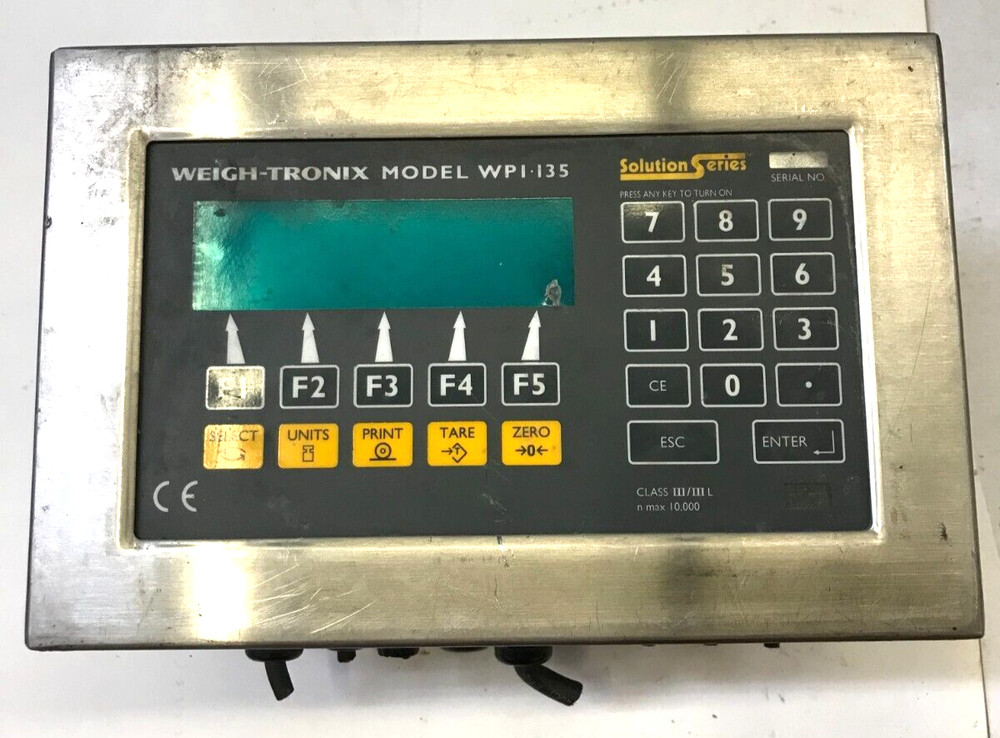 WEIGH-TRONIX MODEL WPI-135
Solution Series
SERIAL NO.
PRESS ANY KEY TO TURN ON
7 8 9
4 5 6
1 2 3
CE 0 .
ESC ENTER
F2 F3 F4 F5
SELECT UNITS PRINT TARE ZERO
T
→0←
CE
CLASS III/III L
n max 10,000